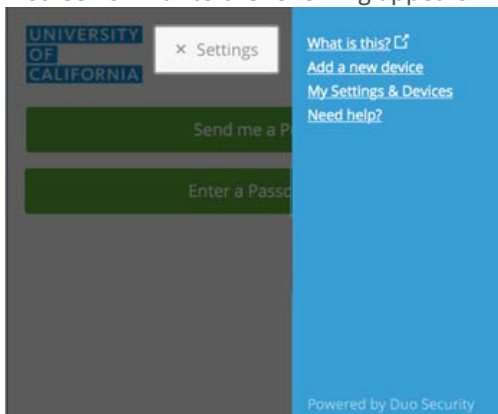 UNIVERSITY
OF
CALIFORNIA
× Settings
Send me a P
Enter a Passc
What is this?
Add a new device
My Settings & Devices
Need help?
Powered by Duo Security